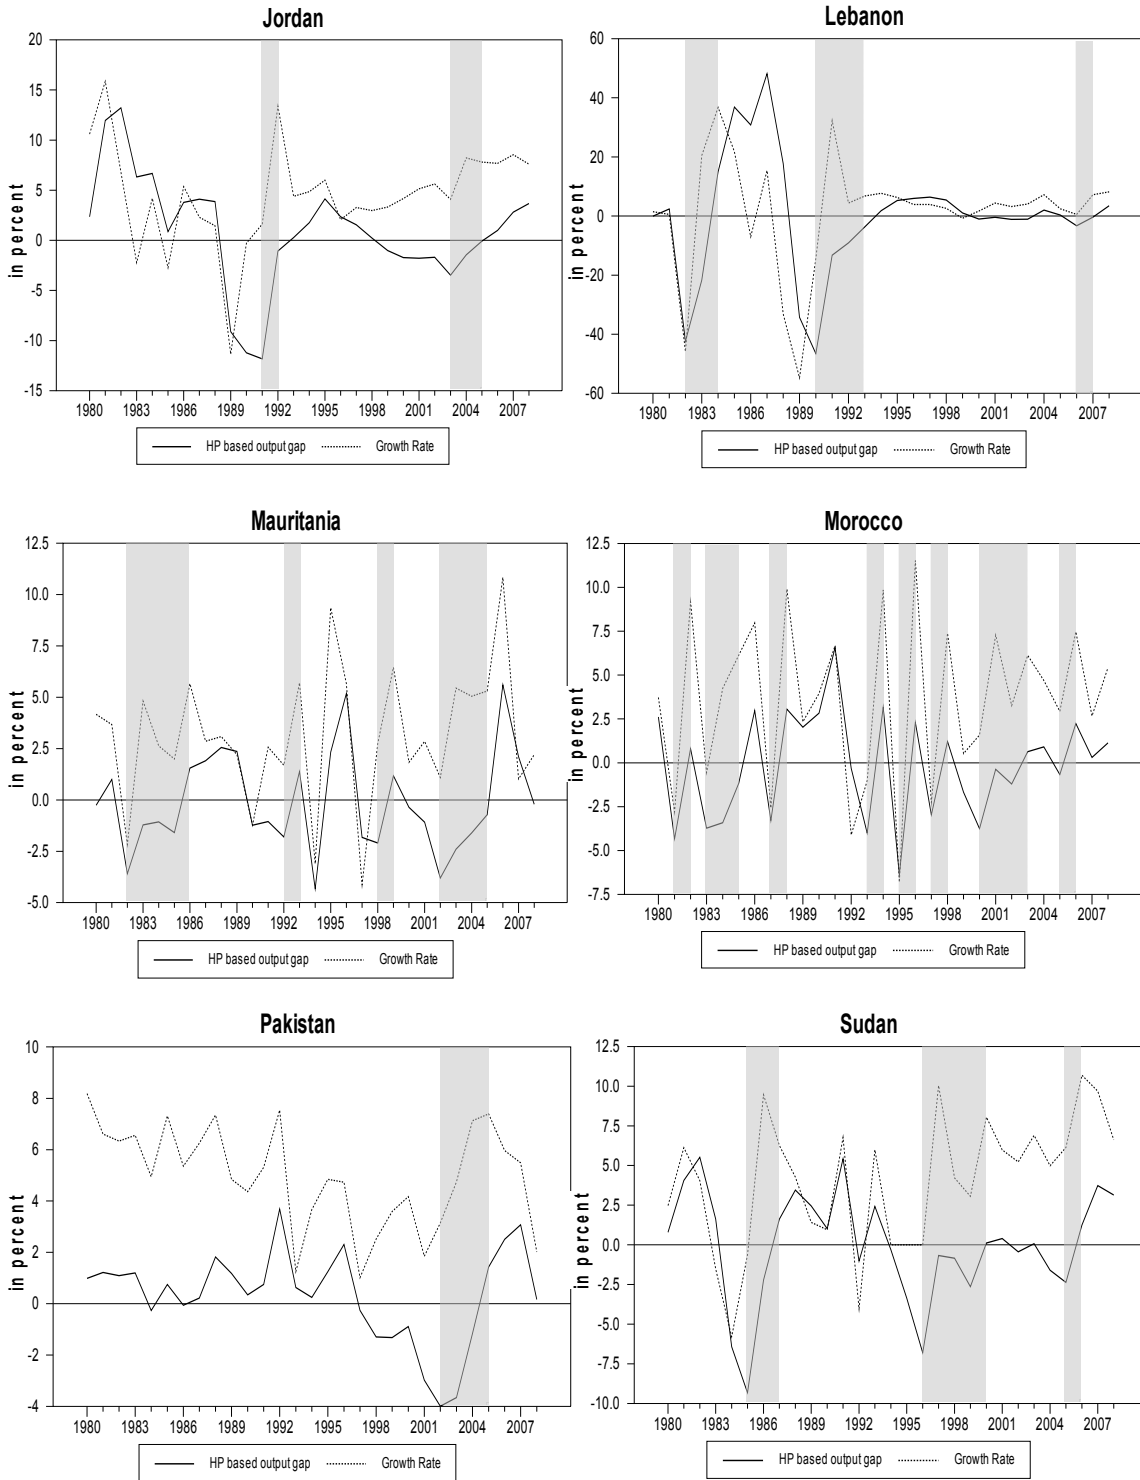 Jordan
20
15
10
5
0
-5
-10
-15
in percent
1980 1983 1986 1989 1992 1995 1998 2001 2004 2007
HP based output gap Growth Rate
Lebanon
60
40
20
0
-20
-40
-60
in percent
1980 1983 1986 1989 1992 1995 1998 2001 2004 2007
HP based output gap Growth Rate
Mauritania
12.5
10.0
7.5
5.0
2.5
0.0
-2.5
-5.0
in percent
1980 1983 1986 1989 1992 1995 1998 2001 2004 2007
HP based output gap Growth Rate
Morocco
12.5
10.0
7.5
5.0
2.5
0.0
-2.5
-5.0
-7.5
in percent
1980 1983 1986 1989 1992 1995 1998 2001 2004 2007
HP based output gap Growth Rate
Pakistan
10
8
6
4
2
0
-2
-4
in percent
1980 1983 1986 1989 1992 1995 1998 2001 2004 2007
HP based output gap Growth Rate
Sudan
12.5
10.0
7.5
5.0
2.5
0.0
-2.5
-5.0
-7.5
-10.0
in percent
1980 1983 1986 1989 1992 1995 1998 2001 2004 2007
HP based output gap Growth Rate